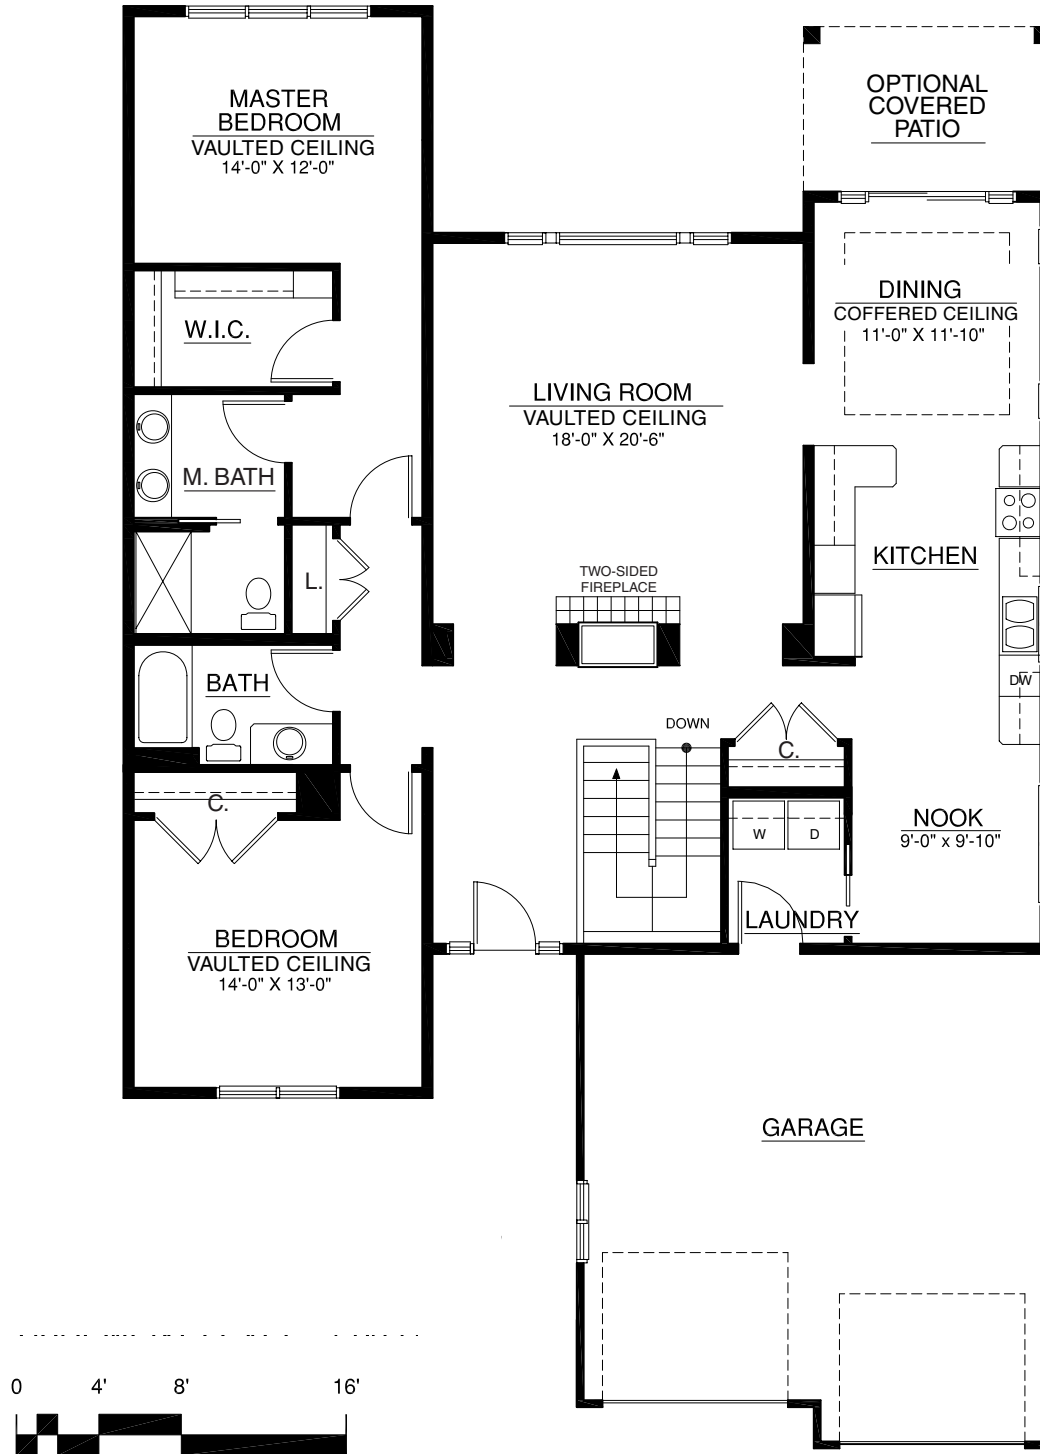 MASTER
BEDROOM
VAULTED CEILING
14'-0" X 12'-0"
OPTIONAL
COVERED
PATIO
W.I.C.
DINING
COFFERED CEILING
11'-0" X 11'-10"
LIVING ROOM
VAULTED CEILING
18'-0" X 20'-6"
M. BATH
KITCHEN
TWO-SIDED
FIREPLACE
L.
BATH
DW
DOWN
C.
C.
NOOK
9'-0" x 9'-10"
W
D
LAUNDRY
BEDROOM
VAULTED CEILING
14'-0" X 13'-0"
GARAGE
0 4' 8' 16'